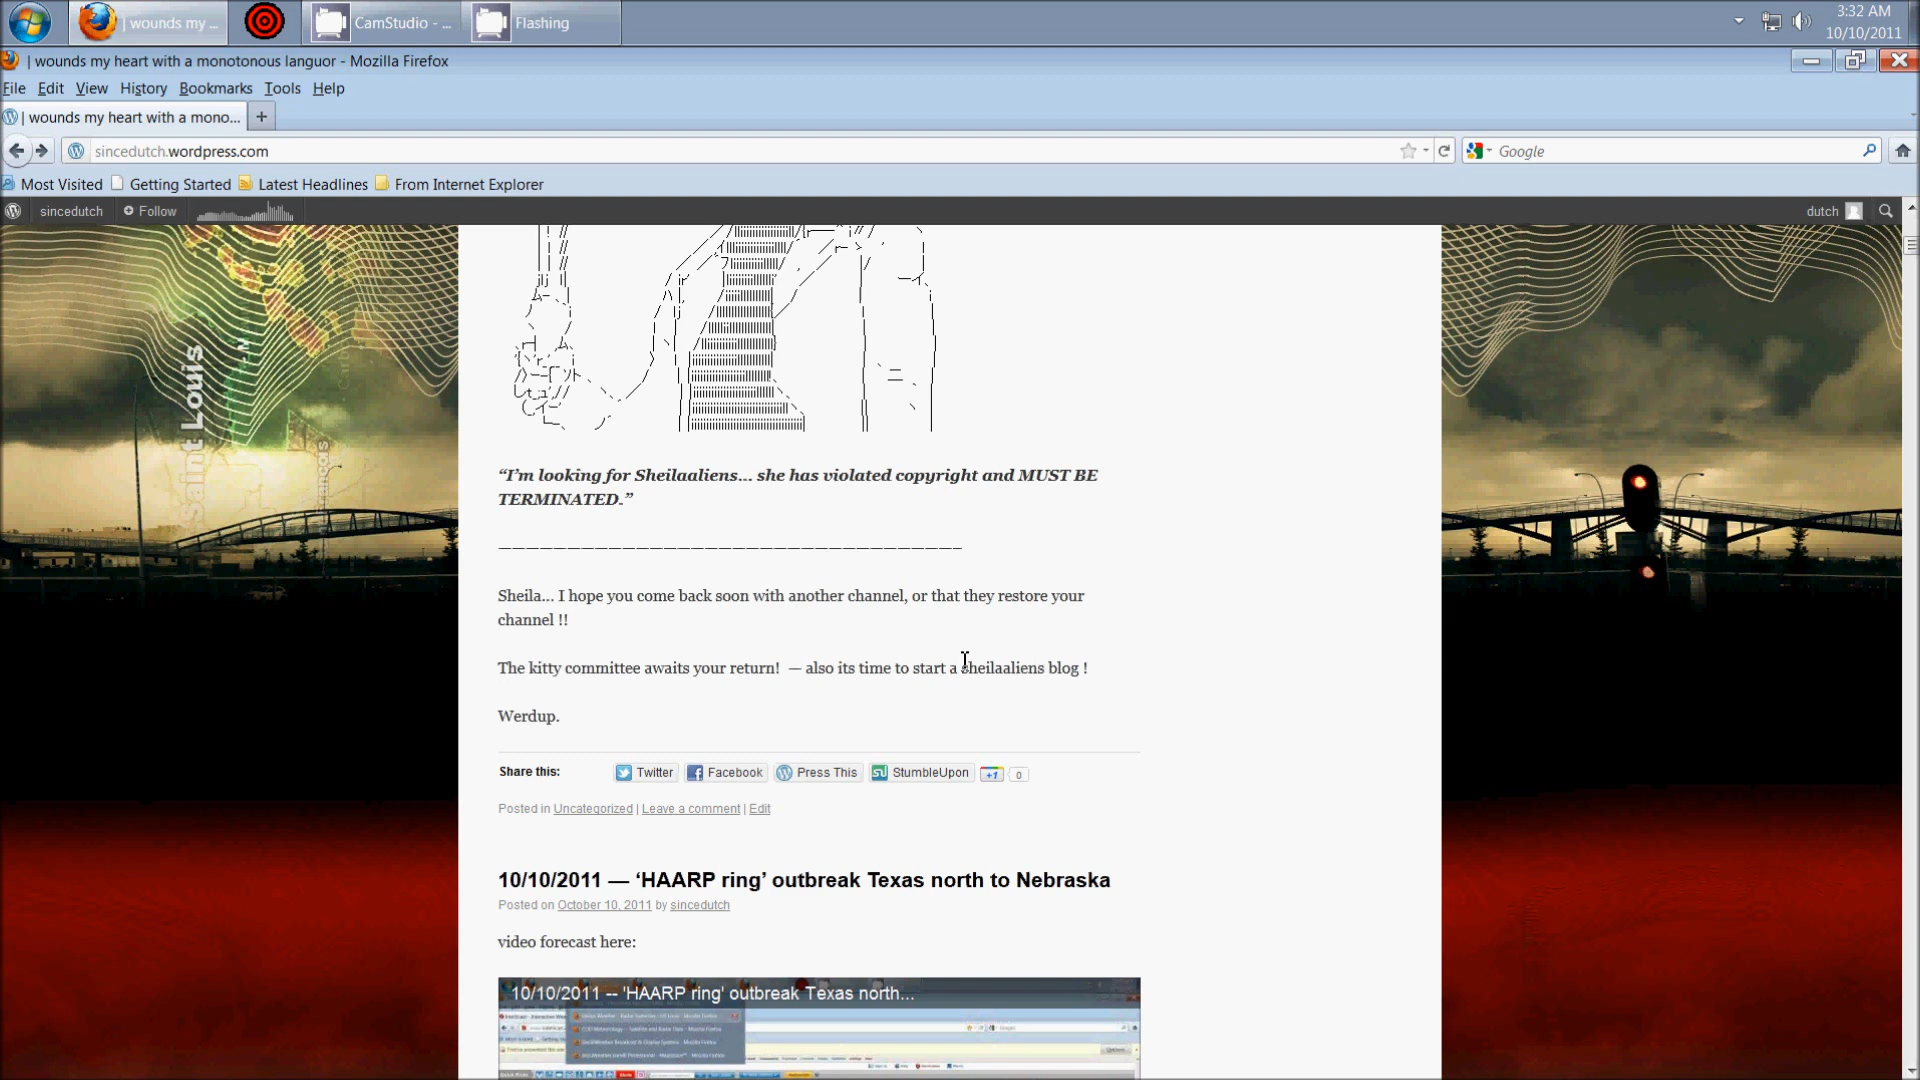 wounds my ...
CamStudio - ...
Flashing
3:32 AM
10/10/2011
| wounds my heart with a monotonous languor - Mozilla Firefox
File Edit View History Bookmarks Tools Help
| wounds my heart with a mono... +
sincedutch.wordpress.com
Google
Most Visited Getting Started Latest Headlines From Internet Explorer
sincedutch Follow
dutch
Saint Louis
“I’m looking for Sheilaaliens… she has violated copyright and MUST BE
TERMINATED.”
Sheila… I hope you come back soon with another channel, or that they restore your
channel !!
The kitty committee awaits your return!  — also its time to start a sheilaaliens blog !
Werdup.
Share this: Twitter Facebook Press This StumbleUpon +1 0
Posted in Uncategorized | Leave a comment | Edit
10/10/2011 — ‘HAARP ring’ outbreak Texas north to Nebraska
Posted on October 10, 2011 by sincedutch
video forecast here:
10/10/2011 -- 'HAARP ring' outbreak Texas north...